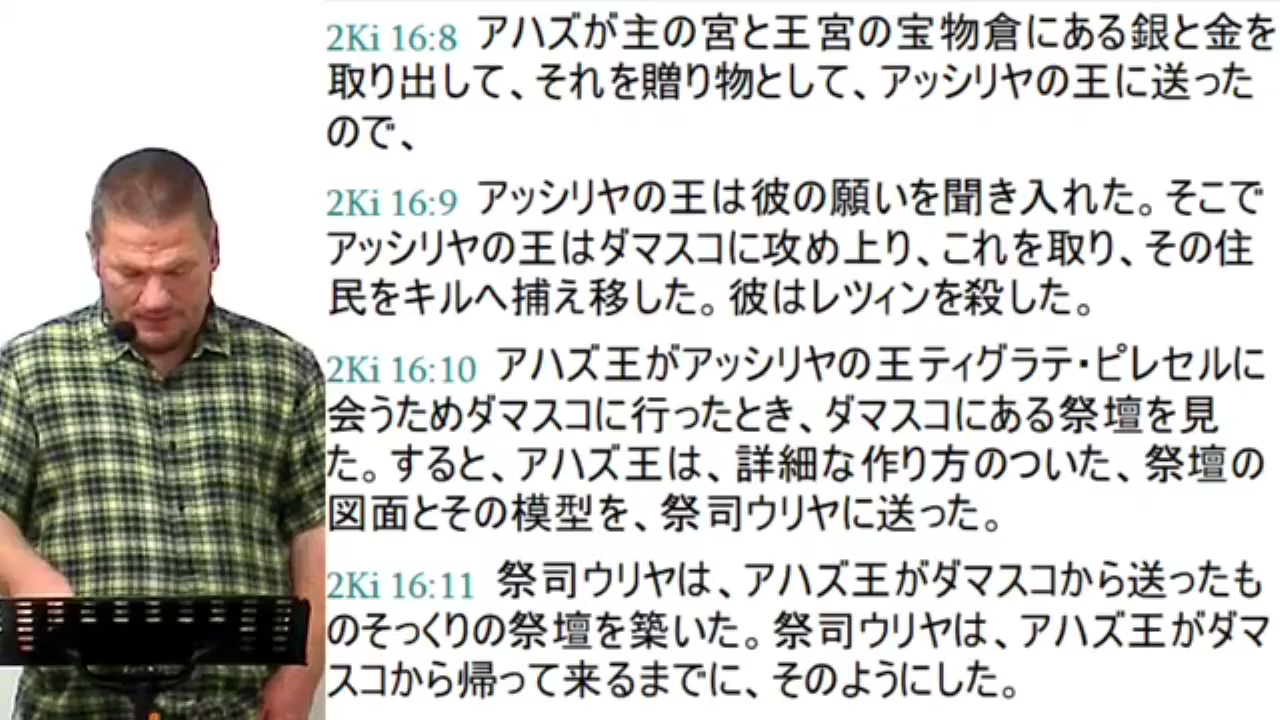 2Ki 16:8 アハズが主の宮と王宮の宝物倉にある銀と金を
取り出して、それを贈り物として、アッシリヤの王に送った
ので、
2Ki 16:9 アッシリヤの王は彼の願いを聞き入れた。そこで
アッシリヤの王はダマスコに攻め上り、これを取り、その住
民をキルへ捕え移した。彼はレツィンを殺した。
2Ki 16:10 アハズ王がアッシリヤの王ティグラテ・ピレセルに
会うためダマスコに行ったとき、ダマスコにある祭壇を見
た。すると、アハズ王は、詳細な作り方のついた、祭壇の
図面とその模型を、祭司ウリヤに送った。
2Ki 16:11 祭司ウリヤは、アハズ王がダマスコから送ったも
のそっくりの祭壇を築いた。祭司ウリヤは、アハズ王がダマ
スコから帰って来るまでに、そのようにした。